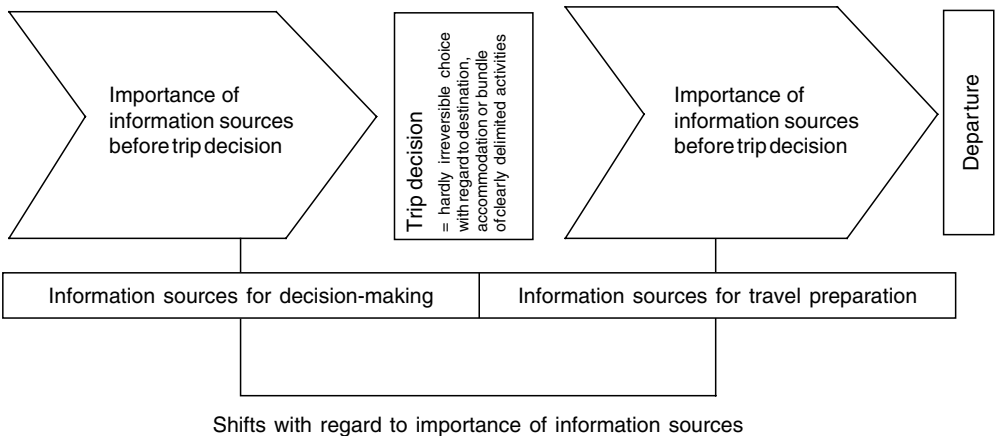 Importance of
information sources
before trip decision
Trip decision
= hardly irreversible choice
with regard to destination,
accommodation or bundle
of clearly delimited activities
Importance of
information sources
before trip decision
Departure
Information sources for decision-making
Information sources for travel preparation
Shifts with regard to importance of information sources